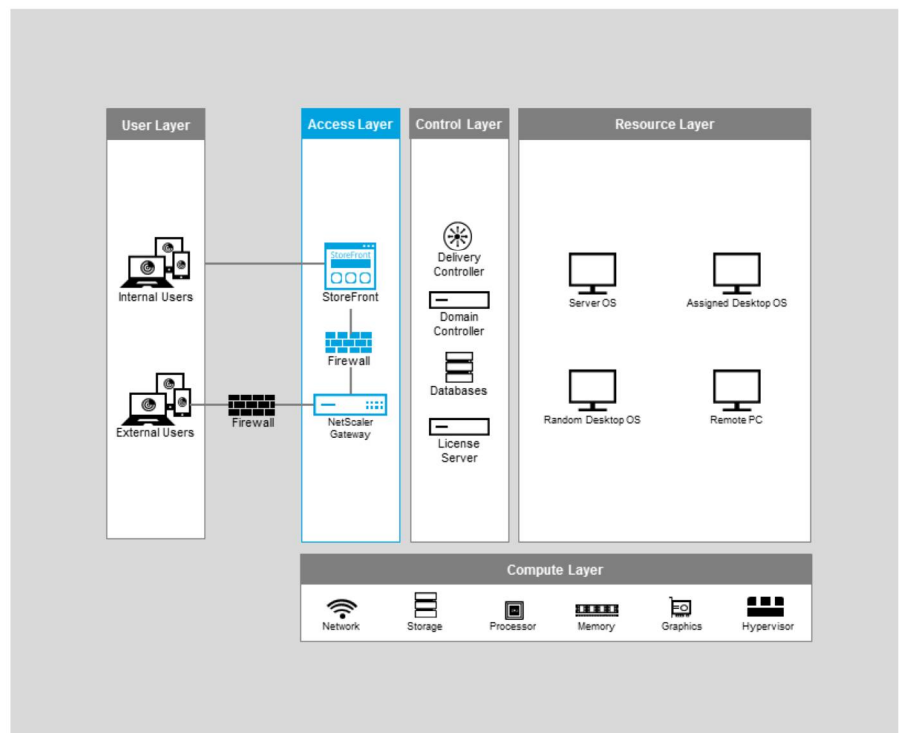 User Layer
Access Layer
Control Layer
Resource Layer
StoreFront
Internal Users
StoreFront
Firewall
External Users
Firewall
NetScaler
Gateway
Delivery
Controller
Domain
Controller
Databases
License
Server
Server OS
Assigned Desktop OS
Random Desktop OS
Remote PC
Compute Layer
Network
Storage
Processor
Memory
Graphics
Hypervisor